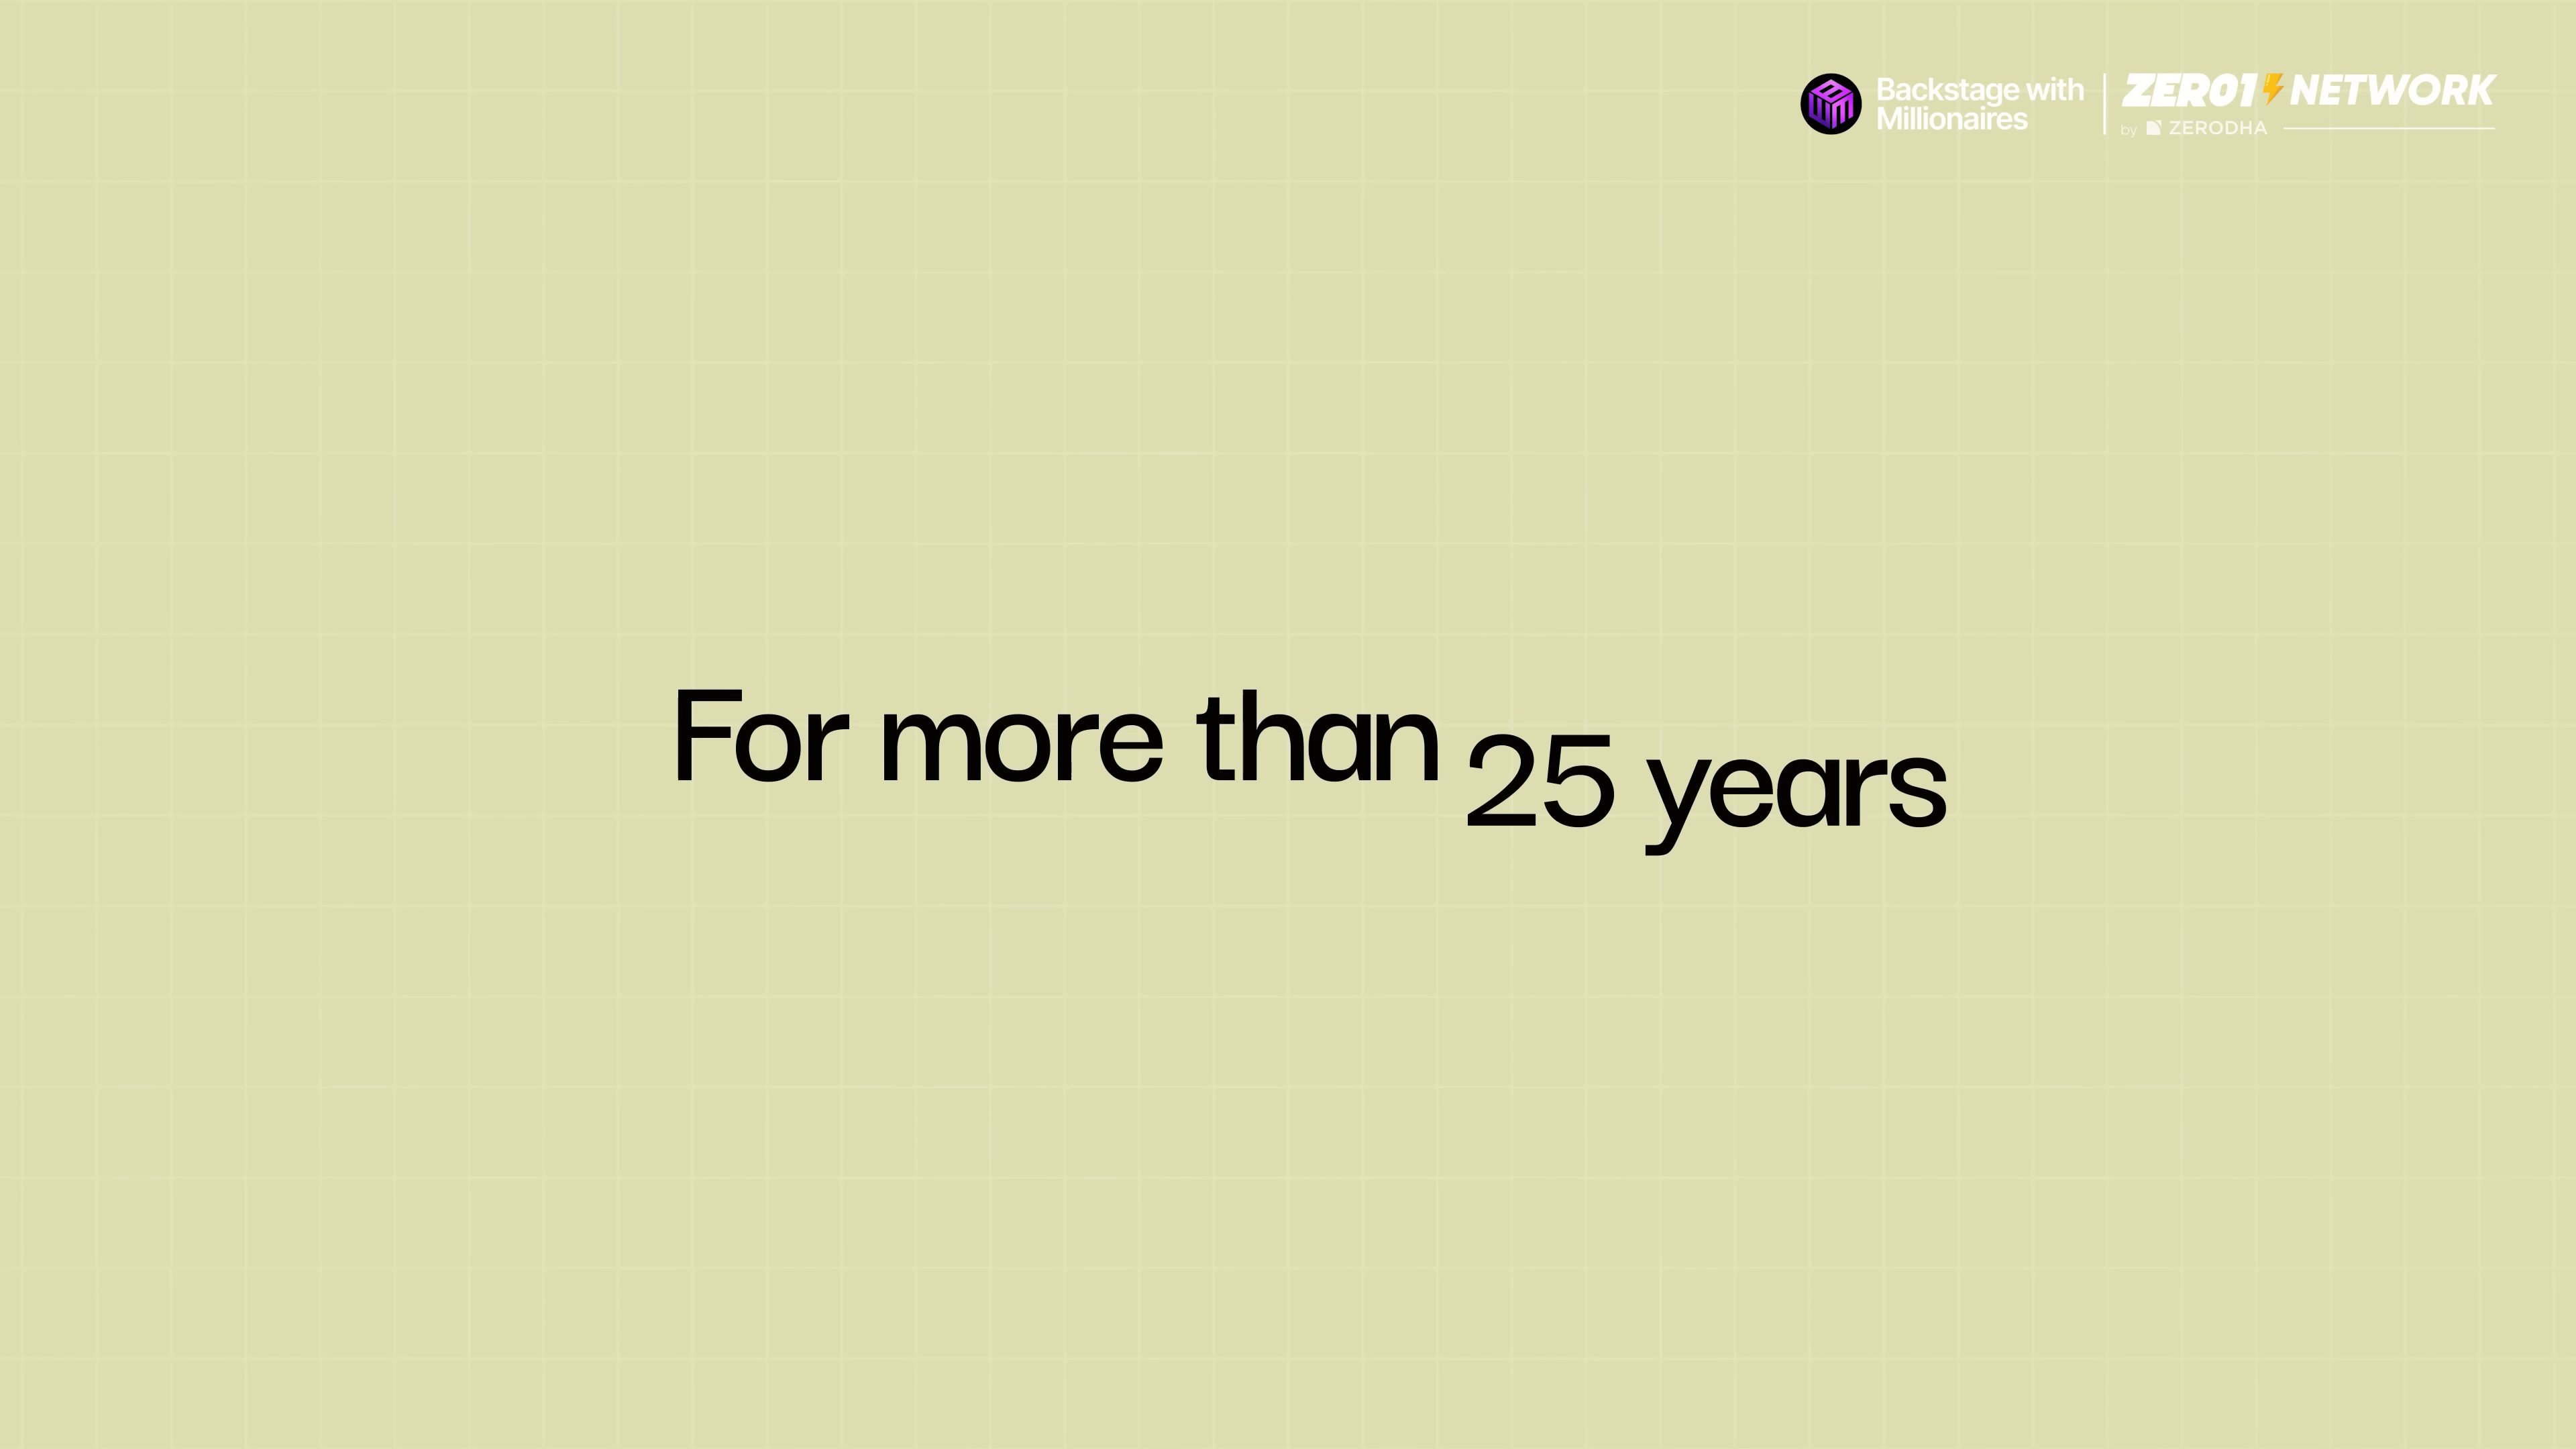 Backstage with
Millionaires
ZERO1 NETWORK
by ZERODHA
For more than 25 years